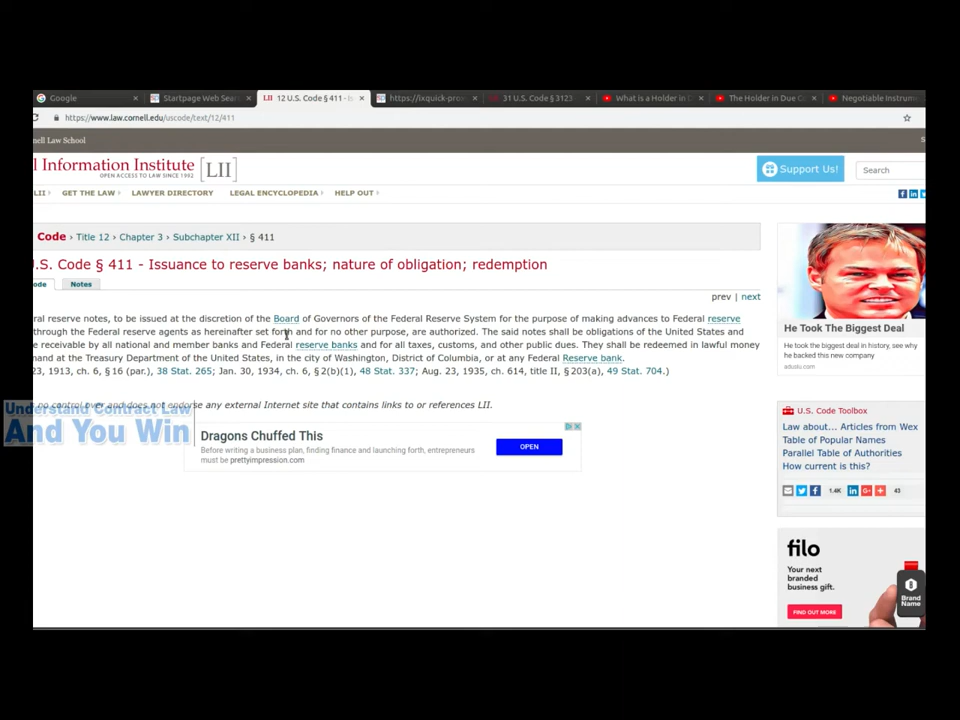 Google
Startpage Web Sear
LII 12 U.S. Code § 411 - Is
https://ixquick-pro
31 U.S. Code § 3123
What is a Holder in D
The Holder in Due Co
Negotiable Instrum
https://www.law.cornell.edu/uscode/text/12/411
nell Law School
l Information Institute [LII]
OPEN ACCESS TO LAW SINCE 1992
Support Us!
Search
LII
GET THE LAW
LAWYER DIRECTORY
LEGAL ENCYCLOPEDIA
HELP OUT
Code › Title 12 › Chapter 3 › Subchapter XII › § 411
.S. Code § 411 - Issuance to reserve banks; nature of obligation; redemption
ode
Notes
prev | next
ral reserve notes, to be issued at the discretion of the Board of Governors of the Federal Reserve System for the purpose of making advances to Federal reserve
through the Federal reserve agents as hereinafter set forth and for no other purpose, are authorized. The said notes shall be obligations of the United States and
e receivable by all national and member banks and Federal reserve banks and for all taxes, customs, and other public dues. They shall be redeemed in lawful money
mand at the Treasury Department of the United States, in the city of Washington, District of Columbia, or at any Federal Reserve bank.
23, 1913, ch. 6, § 16 (par.), 38 Stat. 265; Jan. 30, 1934, ch. 6, § 2(b)(1), 48 Stat. 337; Aug. 23, 1935, ch. 614, title II, § 203(a), 49 Stat. 704.)
no control over and does not endorse any external Internet site that contains links to or references LII.
Understand Contract Law
And You Win
Dragons Chuffed This
Before writing a business plan, finding finance and launching forth, entrepreneurs
must be prettyimpression.com
OPEN
He Took The Biggest Deal
He took the biggest deal in history, see why
he backed this new company
U.S. Code Toolbox
Law about... Articles from Wex
Table of Popular Names
Parallel Table of Authorities
How current is this?
1.4K
43
filo
Your next
branded
business gift.
FIND OUT MORE
Brand
Name